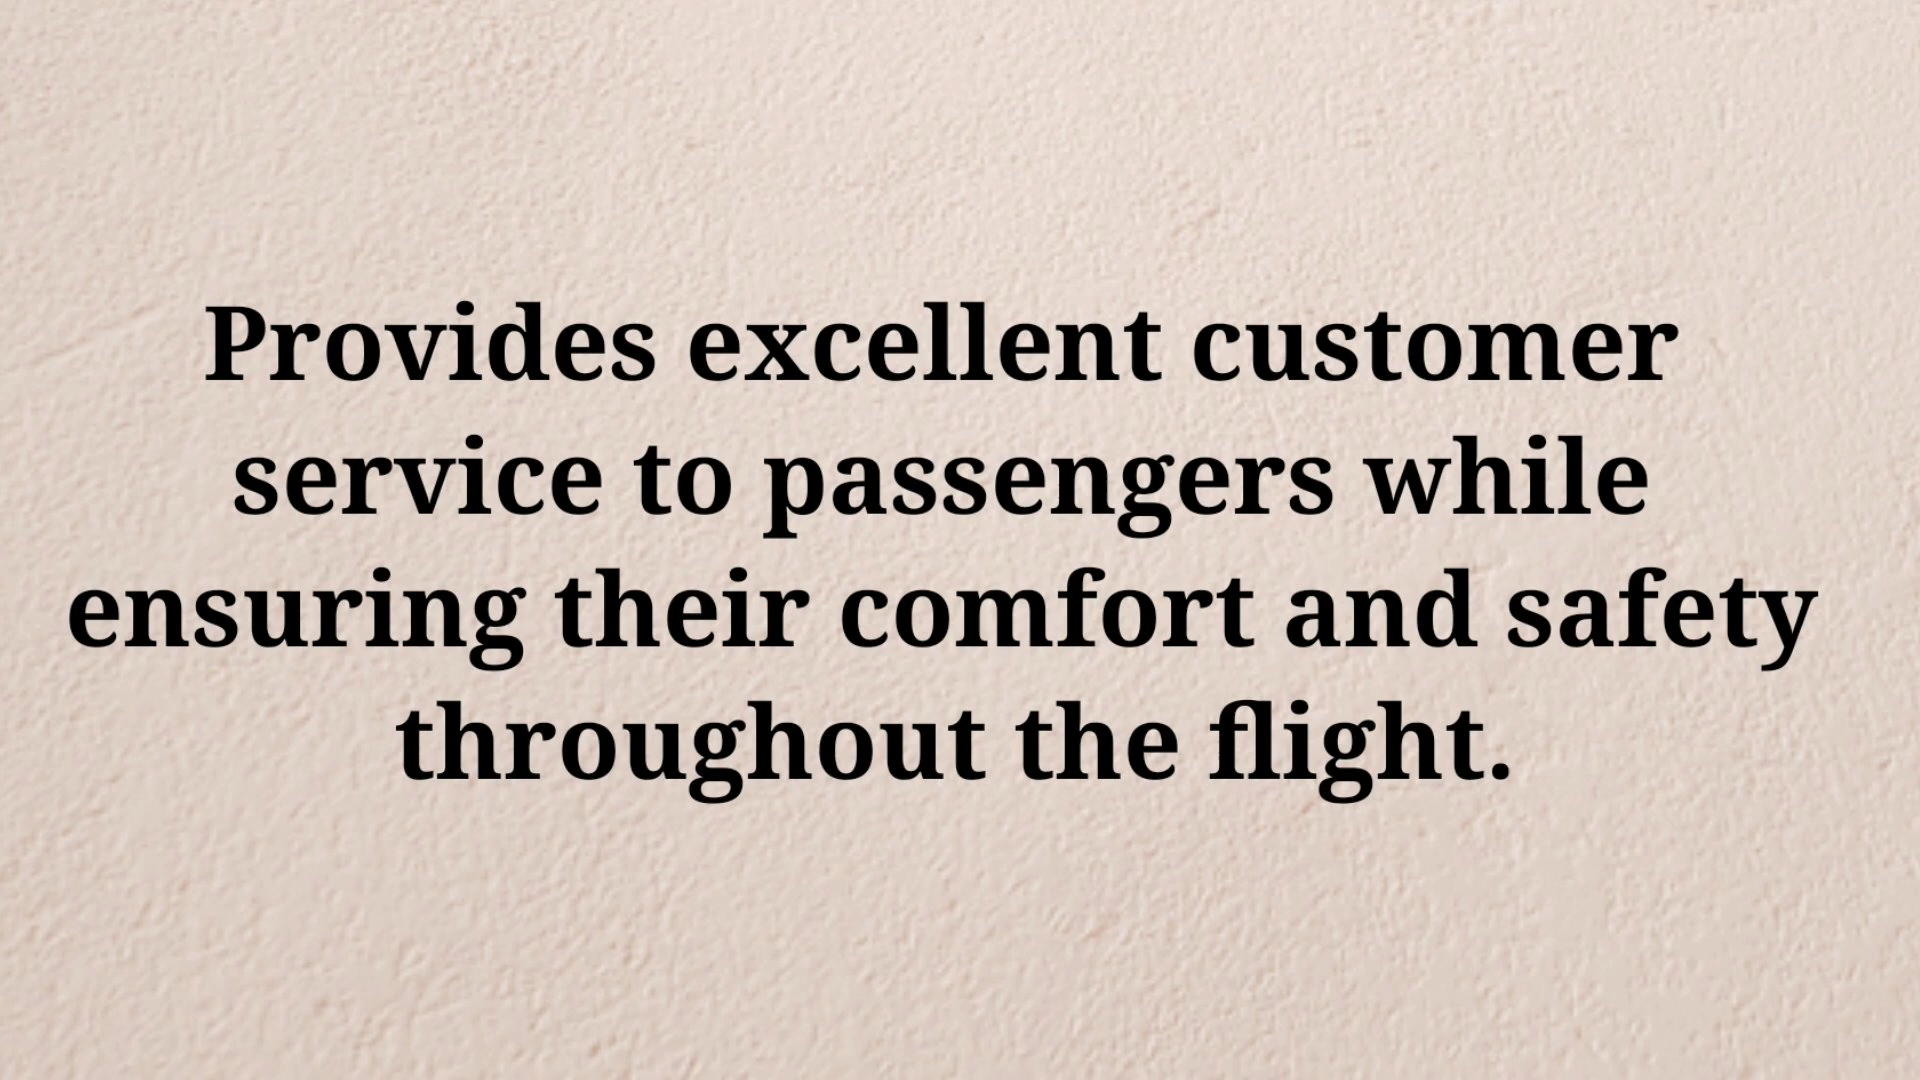 Provides excellent customer
service to passengers while
ensuring their comfort and safety
throughout the flight.